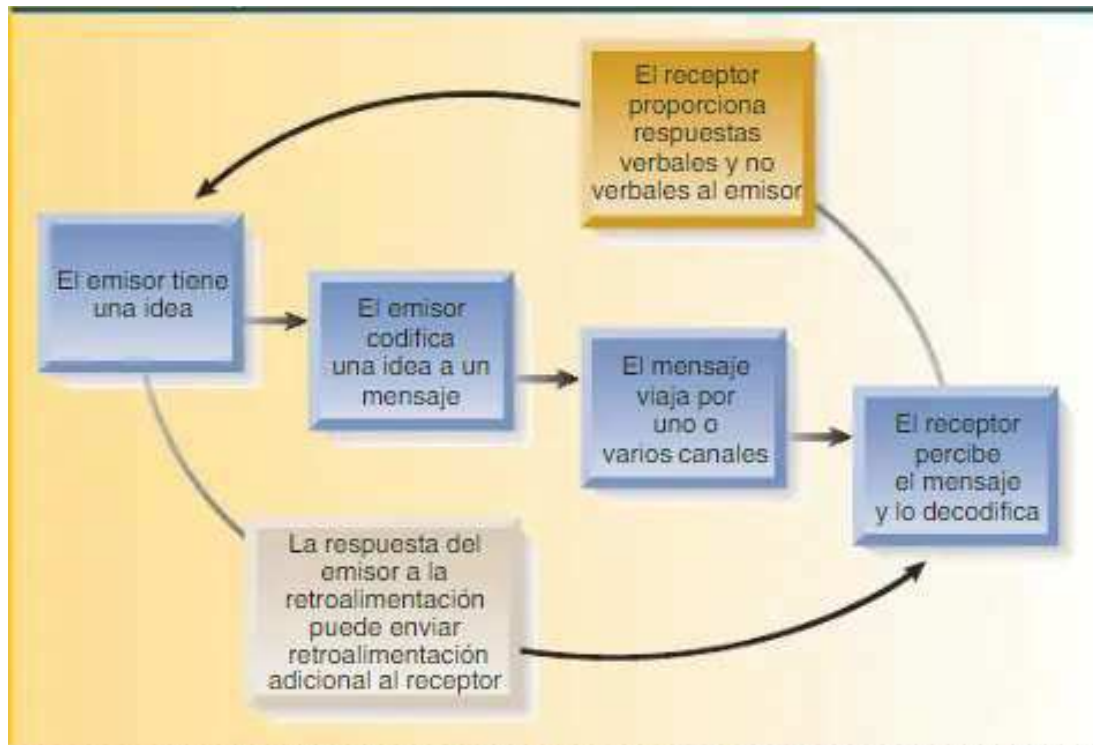 El receptor
proporciona
respuestas
verbales y no
verbales al emisor
El emisor tiene
una idea
El emisor
codifica
una idea a un
mensaje
El mensaje
viaja por
uno o
varios canales
El receptor
percibe
el mensaje
y lo decodifica
La respuesta del
emisor a la
retroalimentación
puede enviar
retroalimentación
adicional al receptor